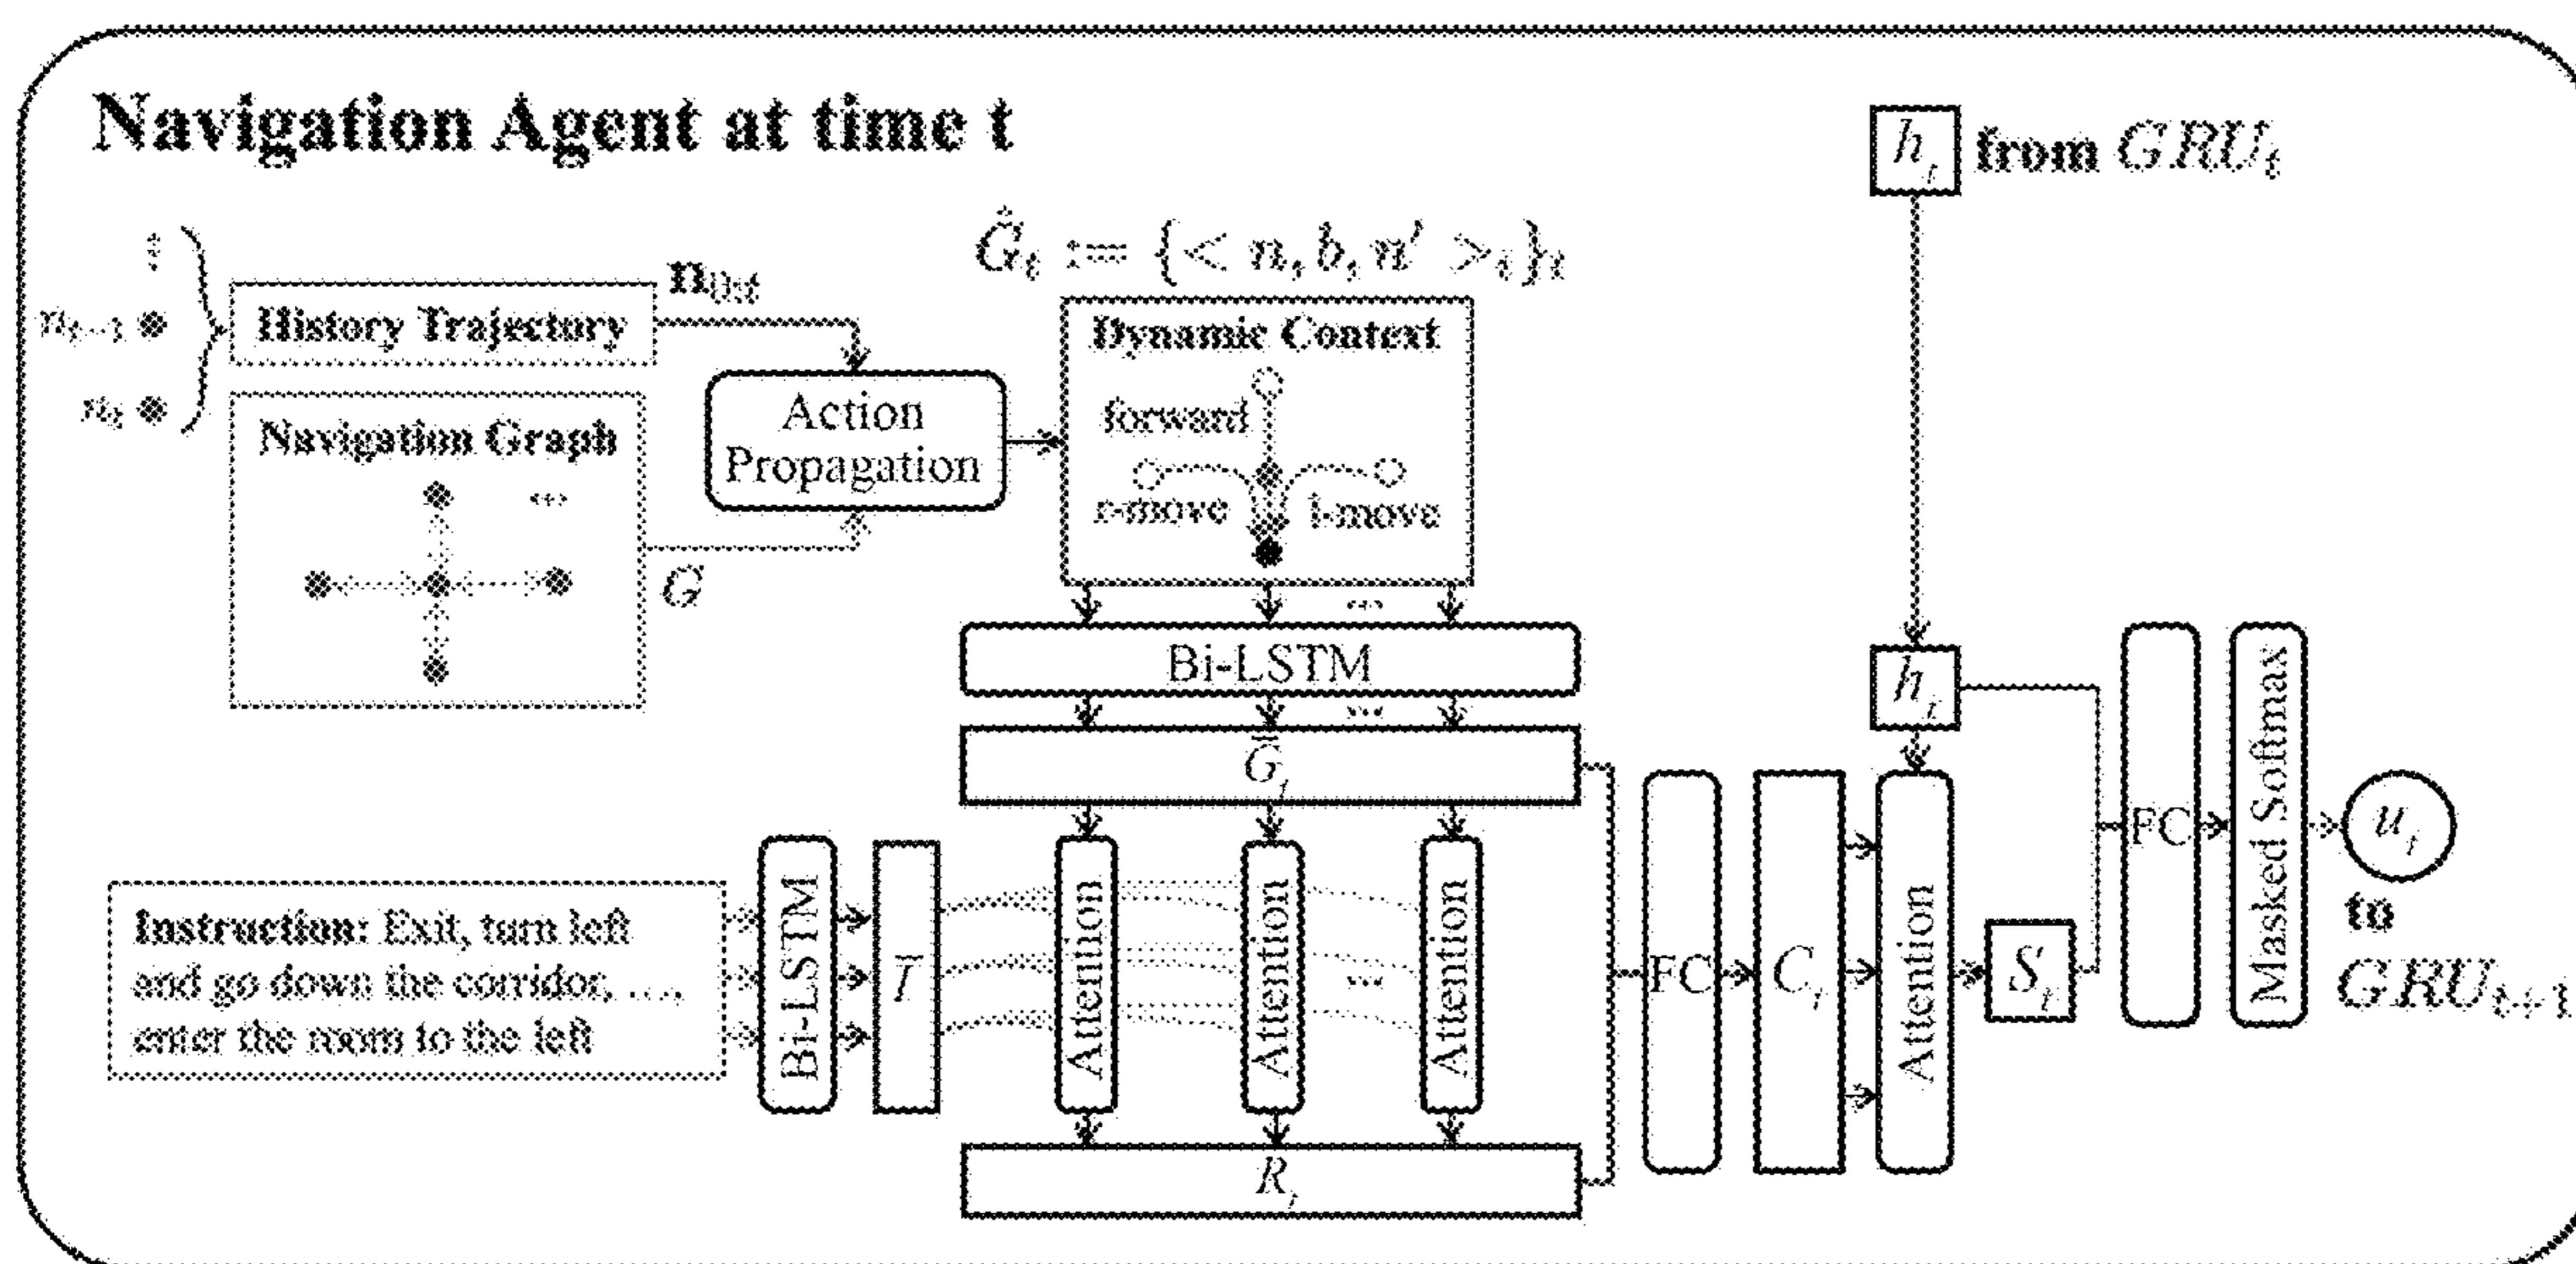 Navigation Agent at time t
h_t from GRU_t
n_{t-1}
n_t
History Trajectory
n_{0:t}
Navigation Graph
...
G
Action
Propagation
Ĝ_t := {< n, b, n' >_i}_t
Dynamic Context
forward
r-move
l-move
...
Bi-LSTM
...
Ḡ_t
h_t
Instruction: Exit, turn left
and go down the corridor, ...,
enter the room to the left
Bi-LSTM
Ī
Attention
Attention
...
Attention
R_t
FC
C_t
Attention
S_t
FC
Masked Softmax
u_t
to
GRU_{t+1}